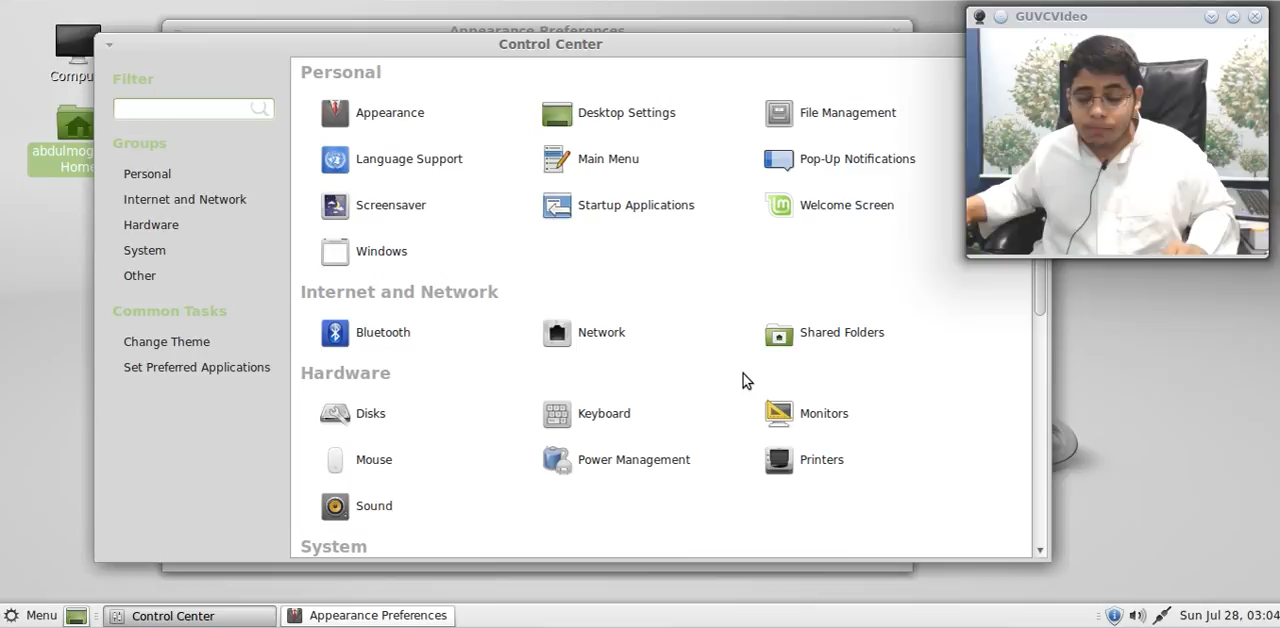 Appearance Preferences
Control Center
GUVCVIdeo
Compu
abdulmog
Home
Filter
Groups
Personal
Internet and Network
Hardware
System
Other
Common Tasks
Change Theme
Set Preferred Applications
Personal
Appearance
Desktop Settings
File Management
Language Support
Main Menu
Pop-Up Notifications
Screensaver
Startup Applications
Welcome Screen
Windows
Internet and Network
Bluetooth
Network
Shared Folders
Hardware
Disks
Keyboard
Monitors
Mouse
Power Management
Printers
Sound
System
Menu
Control Center
Appearance Preferences
Sun Jul 28, 03:04